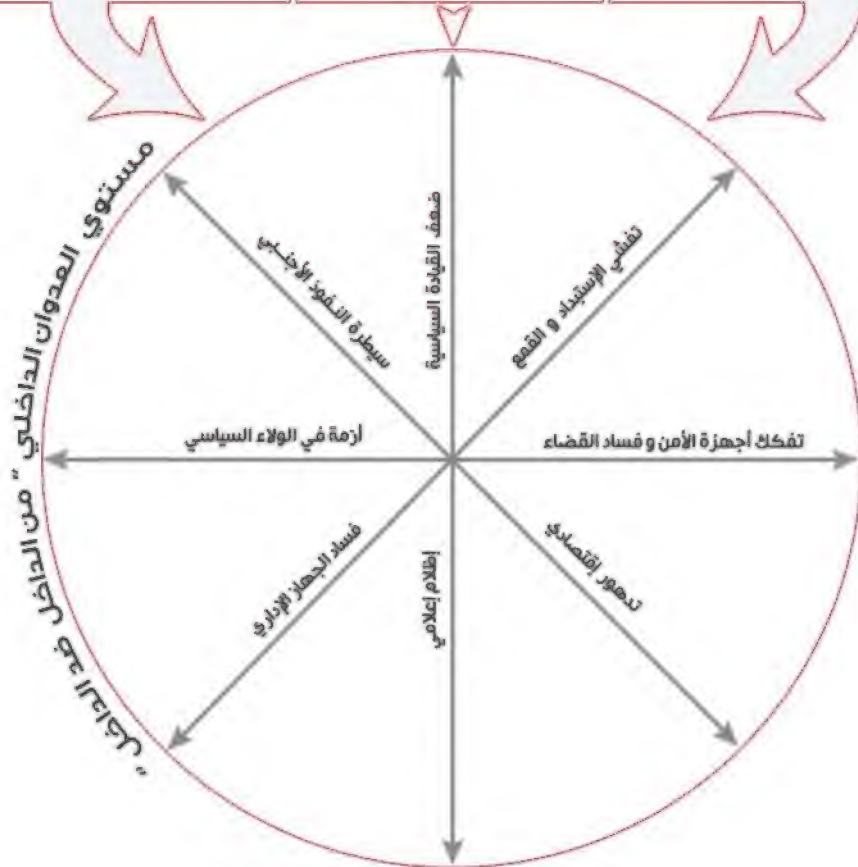 مستوي العدوان الداخلي "من الداخل ضد الداخل"
ضعف القيادة السياسية
تفشي الإستبداد و القمع
سيطرة النفوذ الأجنبي
تفكك أجهزة الأمن و فساد القضاء
أزمة في الولاء السياسي
تدهور إقتصادي
إظلام إعلامي
فساد الجهاز الإداري